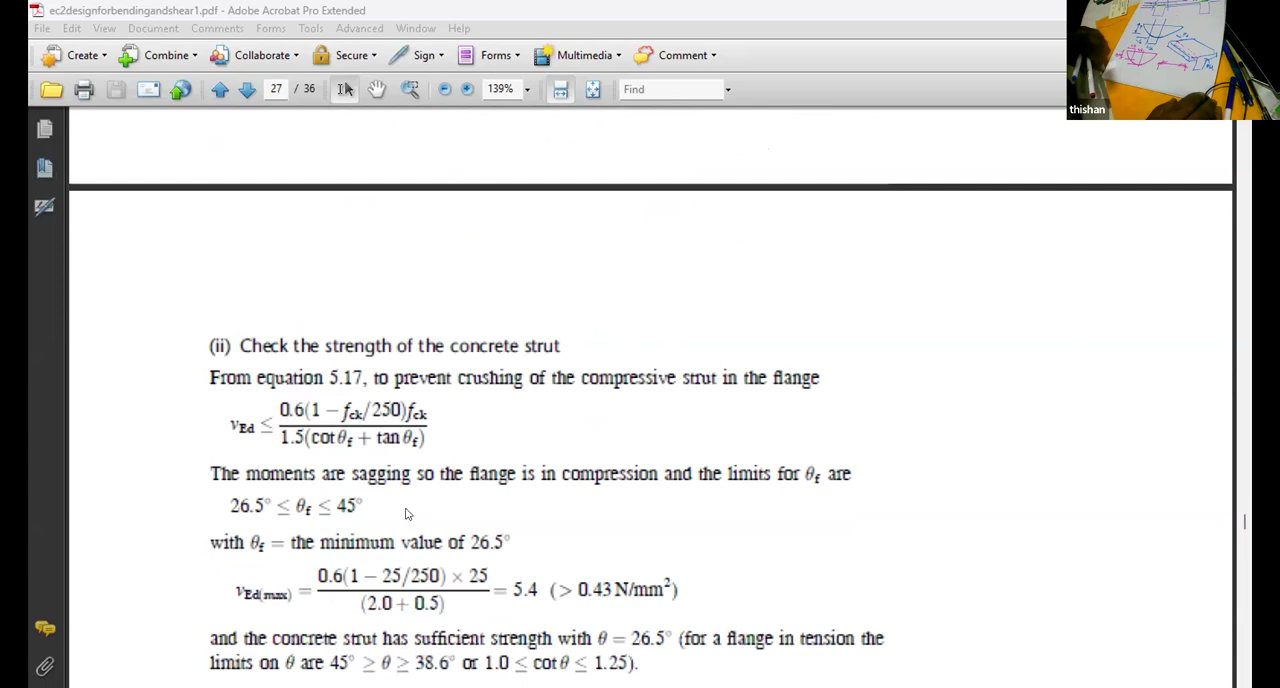 ec2designforbendingandshear1.pdf - Adobe Acrobat Pro Extended
File Edit View Document Comments Forms Tools Advanced Window Help
Create Combine Collaborate Secure Sign Forms Multimedia Comment
27 / 36 139% Find
thishan
(ii) Check the strength of the concrete strut
From equation 5.17, to prevent crushing of the compressive strut in the flange
vEd ≤ 0.6(1 − fck/250)fck / 1.5(cot θf + tan θf)
The moments are sagging so the flange is in compression and the limits for θf are
26.5° ≤ θf ≤ 45°
with θf = the minimum value of 26.5°
vEd(max) = 0.6(1 − 25/250) × 25 / (2.0 + 0.5) = 5.4 (> 0.43 N/mm²)
and the concrete strut has sufficient strength with θ = 26.5° (for a flange in tension the
limits on θ are 45° ≥ θ ≥ 38.6° or 1.0 ≤ cot θ ≤ 1.25).